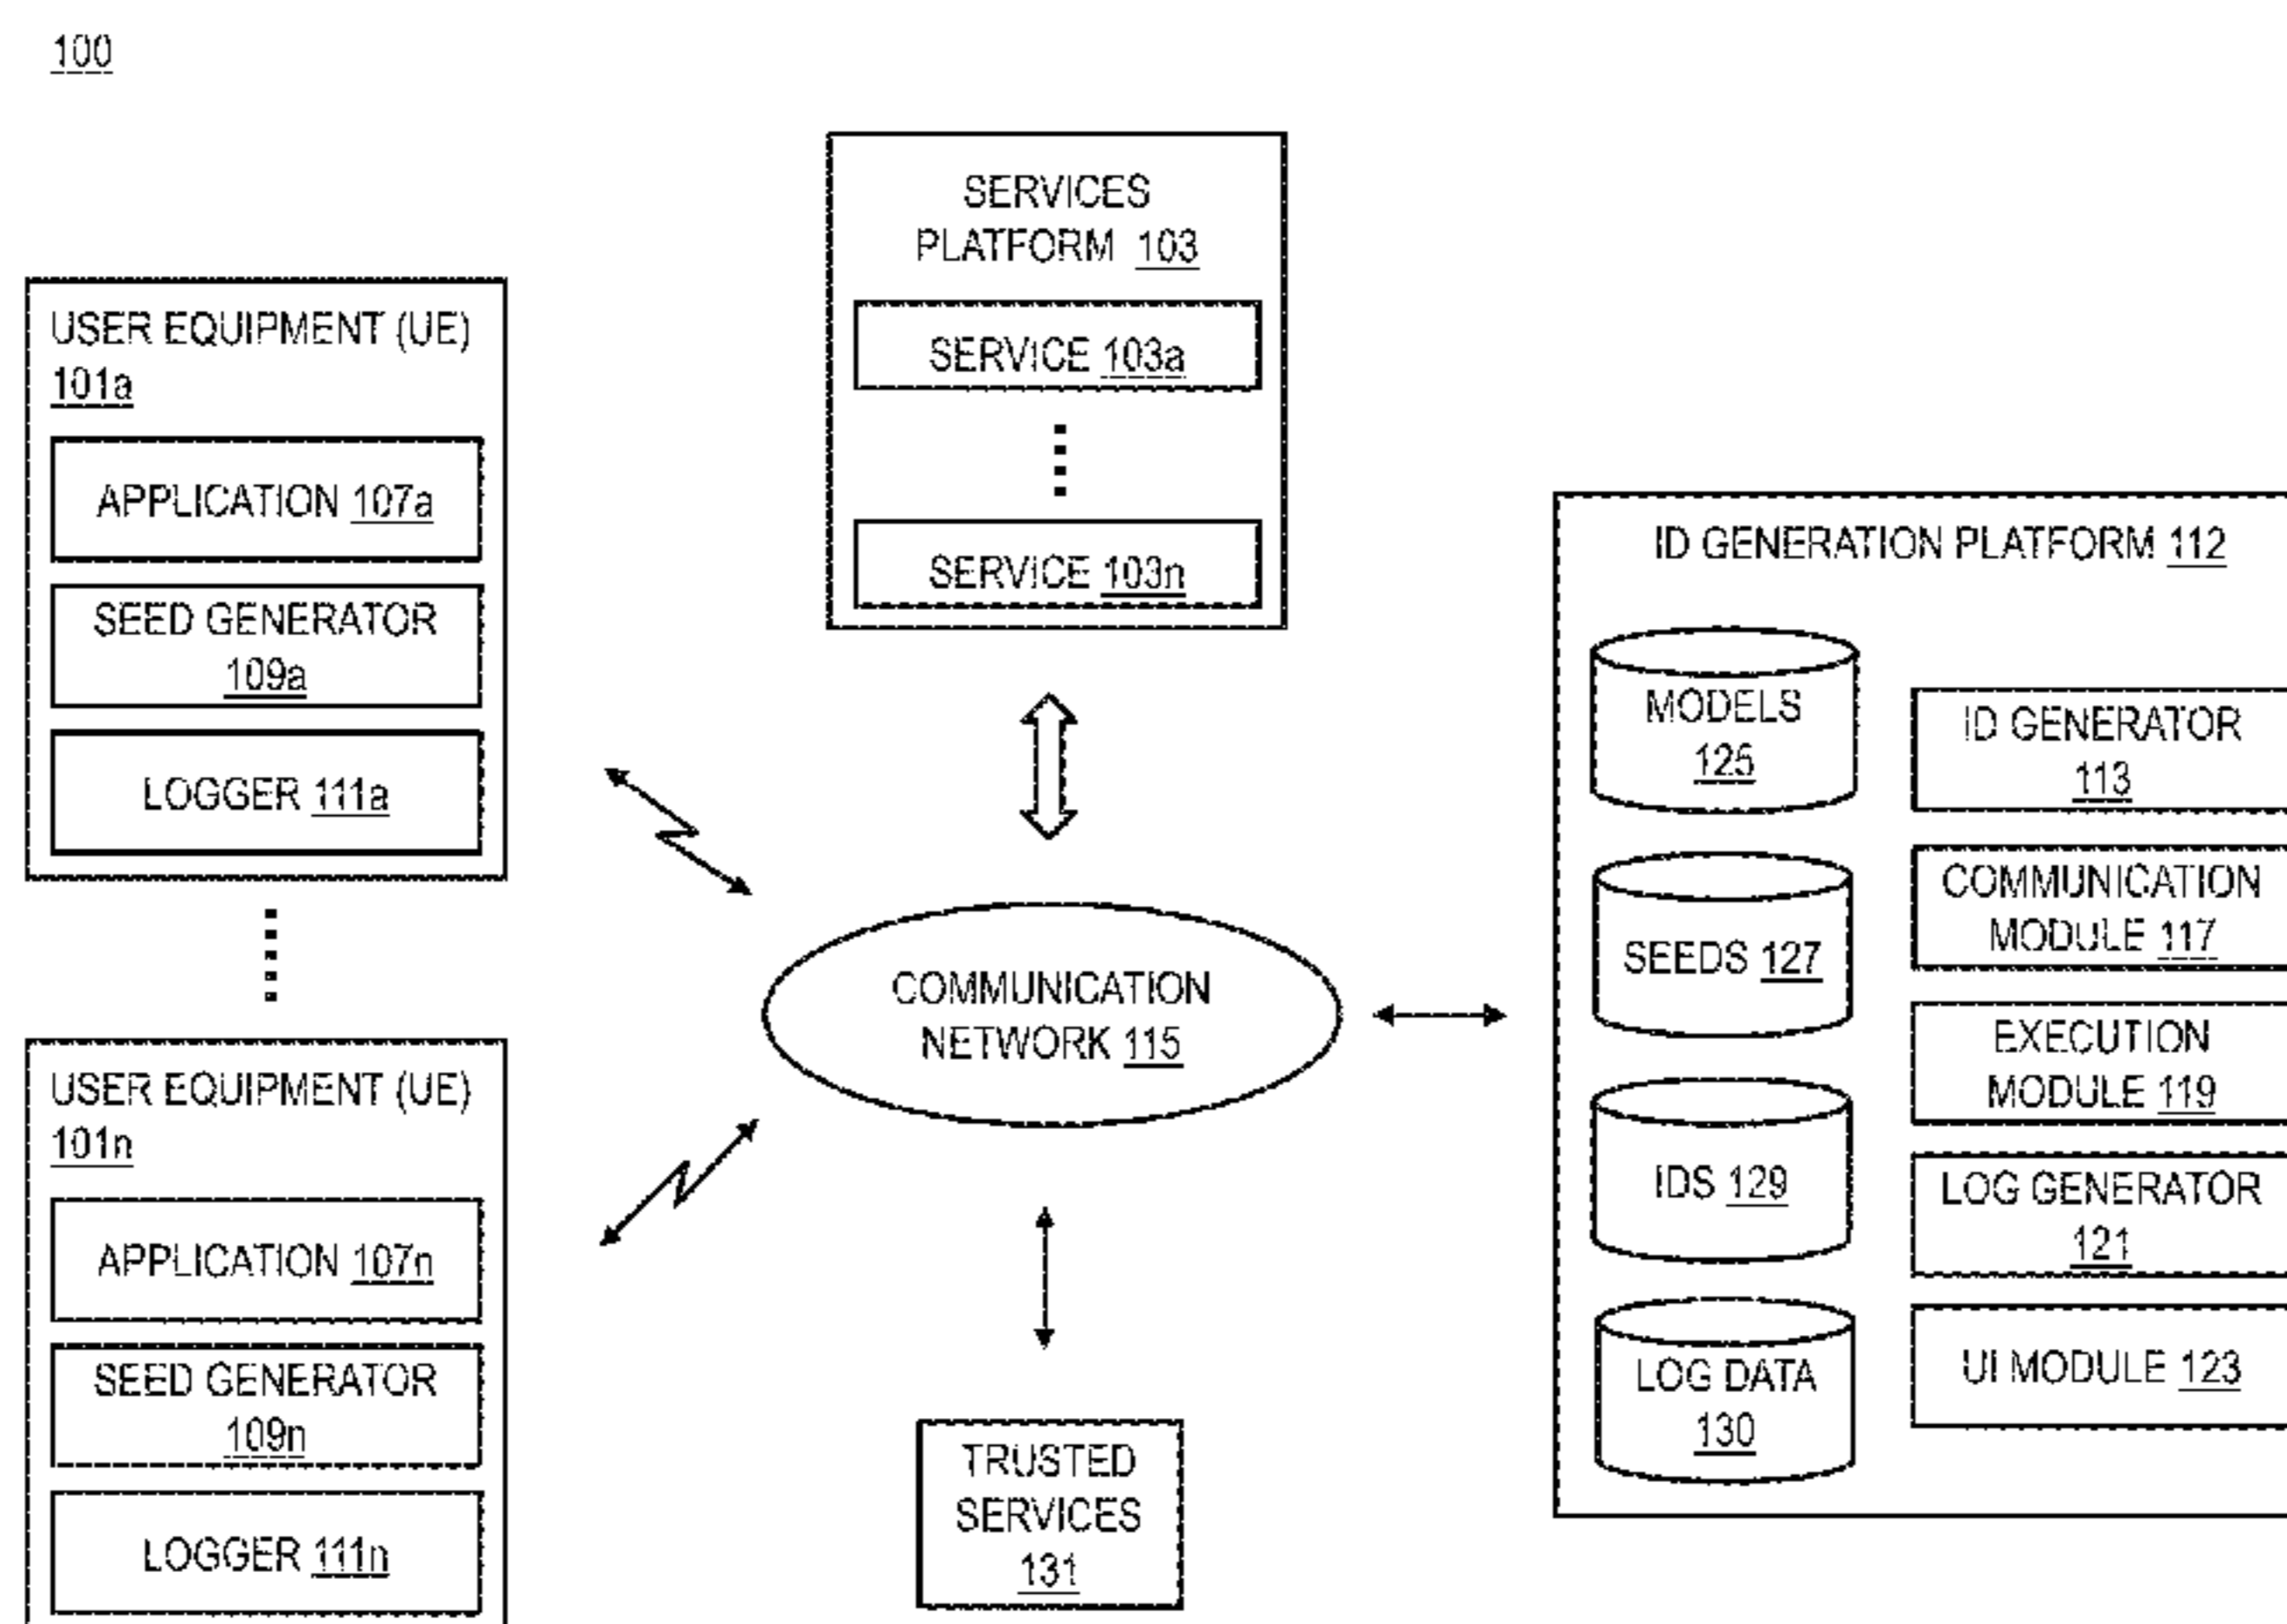 100
SERVICES
PLATFORM 103
SERVICE 103a
SERVICE 103n
USER EQUIPMENT (UE)
101a
APPLICATION 107a
SEED GENERATOR
109a
LOGGER 111a
USER EQUIPMENT (UE)
101n
APPLICATION 107n
SEED GENERATOR
109n
LOGGER 111n
COMMUNICATION
NETWORK 115
TRUSTED
SERVICES
131
ID GENERATION PLATFORM 112
MODELS
125
SEEDS 127
IDS 129
LOG DATA
130
ID GENERATOR
113
COMMUNICATION
MODULE 117
EXECUTION
MODULE 119
LOG GENERATOR
121
UI MODULE 123